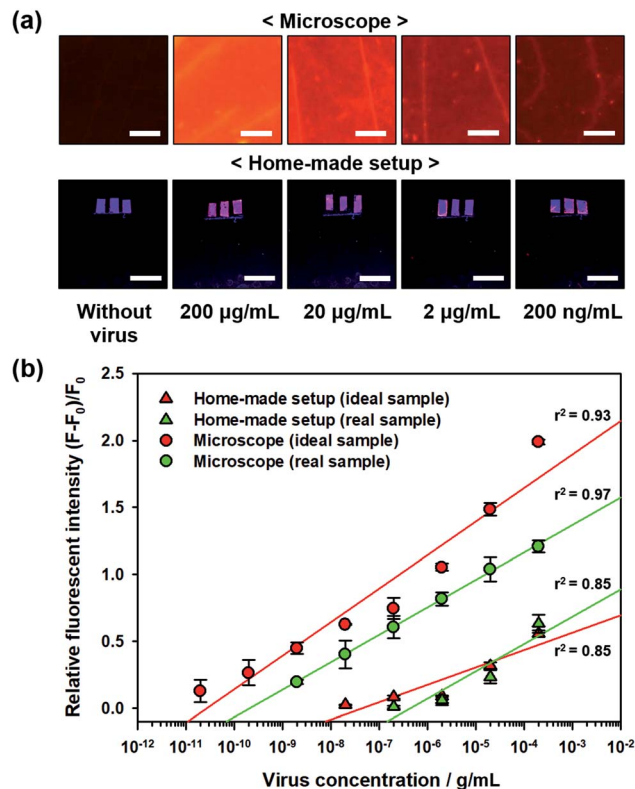 (a)
< Microscope >
< Home-made setup >
Without virus
200 µg/mL
20 µg/mL
2 µg/mL
200 ng/mL
(b)
Relative fluorescent intensity (F-F₀)/F₀
2.5
2.0
1.5
1.0
0.5
0.0
Home-made setup (ideal sample)
Home-made setup (real sample)
Microscope (ideal sample)
Microscope (real sample)
r² = 0.93
r² = 0.97
r² = 0.85
r² = 0.85
10⁻¹² 10⁻¹¹ 10⁻¹⁰ 10⁻⁹ 10⁻⁸ 10⁻⁷ 10⁻⁶ 10⁻⁵ 10⁻⁴ 10⁻³ 10⁻²
Virus concentration / g/mL